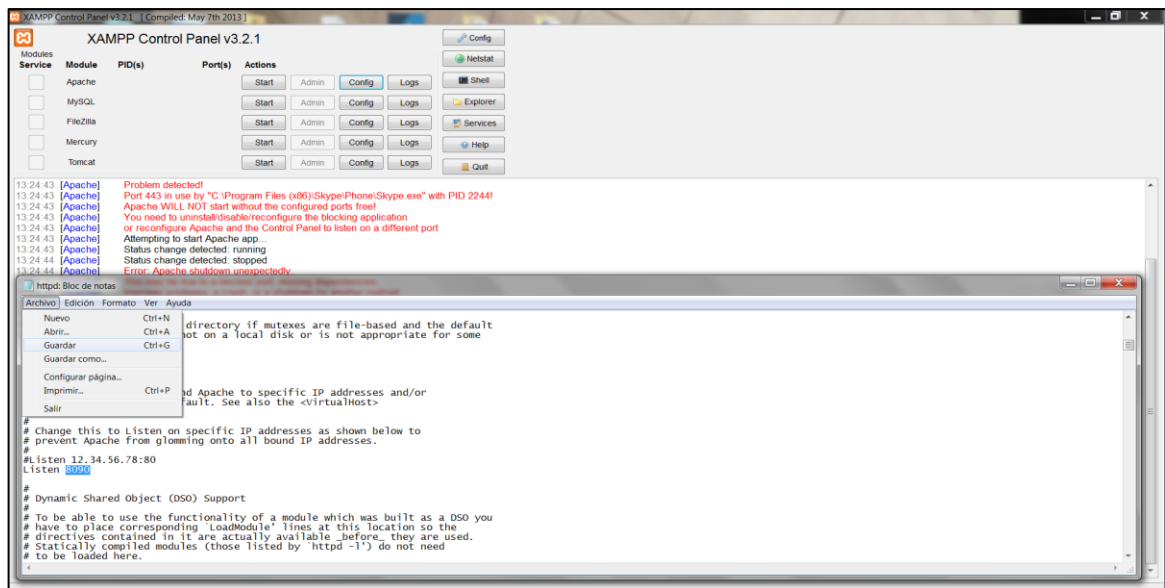 XAMPP Control Panel v3.2.1 [ Compiled: May 7th 2013 ]
XAMPP Control Panel v3.2.1
Config
Modules
Service Module PID(s) Port(s) Actions
Netstat
Apache Start Admin Config Logs
Shell
MySQL Start Admin Config Logs
Explorer
FileZilla Start Admin Config Logs
Services
Mercury Start Admin Config Logs
Help
Tomcat Start Admin Config Logs
Quit
13:24:43 [Apache] Problem detected!
13:24:43 [Apache] Port 443 in use by "C:\Program Files (x86)\Skype\Phone\Skype.exe" with PID 2244!
13:24:43 [Apache] Apache WILL NOT start without the configured ports free!
13:24:43 [Apache] You need to uninstall/disable/reconfigure the blocking application
13:24:43 [Apache] or reconfigure Apache and the Control Panel to listen on a different port
13:24:43 [Apache] Attempting to start Apache app...
13:24:44 [Apache] Status change detected: running
13:24:44 [Apache] Status change detected: stopped
13:24:44 [Apache] Error: Apache shutdown unexpectedly.
httpd: Bloc de notas
Archivo Edición Formato Ver Ayuda
Nuevo Ctrl+N
Abrir... Ctrl+A
directory if mutexes are file-based and the default
Guardar Ctrl+G
not on a local disk or is not appropriate for some
Guardar como...
Configurar página...
Imprimir... Ctrl+P
nd Apache to specific IP addresses and/or
fault. See also the <VirtualHost>
Salir
#
# Change this to Listen on specific IP addresses as shown below to
# prevent Apache from glomming onto all bound IP addresses.
#
#Listen 12.34.56.78:80
Listen 8090
#
# Dynamic Shared Object (DSO) Support
#
# To be able to use the functionality of a module which was built as a DSO you
# have to place corresponding `LoadModule' lines at this location so the
# directives contained in it are actually available _before_ they are used.
# Statically compiled modules (those listed by `httpd -l') do not need
# to be loaded here.